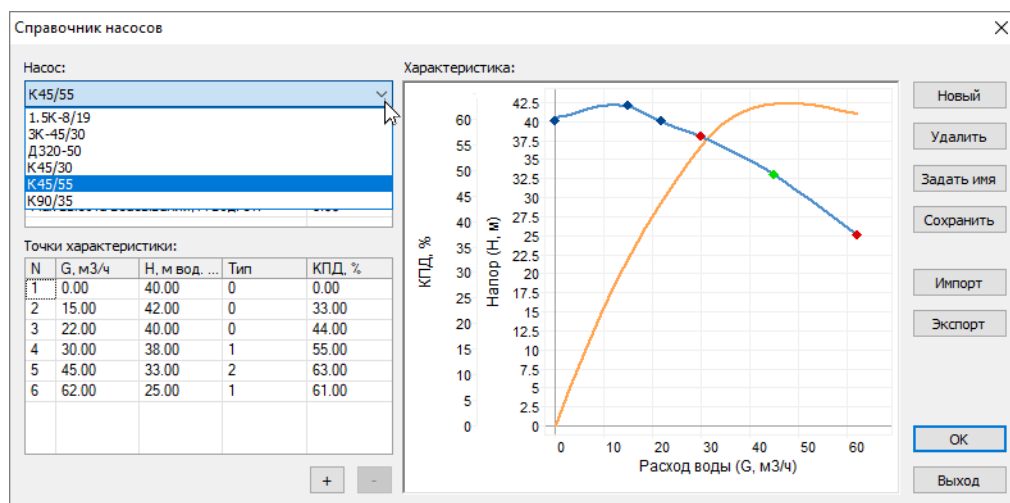 Справочник насосов
Насос:
К45/55
1.5К-8/19
3К-45/30
Д320-50
К45/30
К45/55
К90/35
Точки характеристики:
N G, м3/ч Н, м вод. ... Тип КПД, %
1 0.00 40.00 0 0.00
2 15.00 42.00 0 33.00
3 22.00 40.00 0 44.00
4 30.00 38.00 1 55.00
5 45.00 33.00 2 63.00
6 62.00 25.00 1 61.00
+ -
Характеристика:
КПД, %
60
55
50
45
40
35
30
25
20
15
10
5
0
Напор (Н, м)
42.5
40
37.5
35
32.5
30
27.5
25
22.5
20
17.5
15
12.5
10
7.5
5
2.5
0
0 10 20 30 40 50 60
Расход воды (G, м3/ч)
Новый
Удалить
Задать имя
Сохранить
Импорт
Экспорт
ОК
Выход